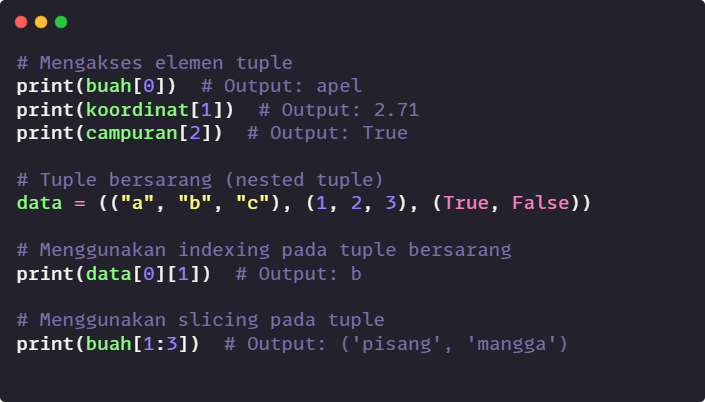 # Mengakses elemen tuple
print(buah[0])  # Output: apel
print(koordinat[1])  # Output: 2.71
print(campuran[2])  # Output: True
# Tuple bersarang (nested tuple)
data = (("a", "b", "c"), (1, 2, 3), (True, False))
# Menggunakan indexing pada tuple bersarang
print(data[0][1])  # Output: b
# Menggunakan slicing pada tuple
print(buah[1:3])  # Output: ('pisang', 'mangga')